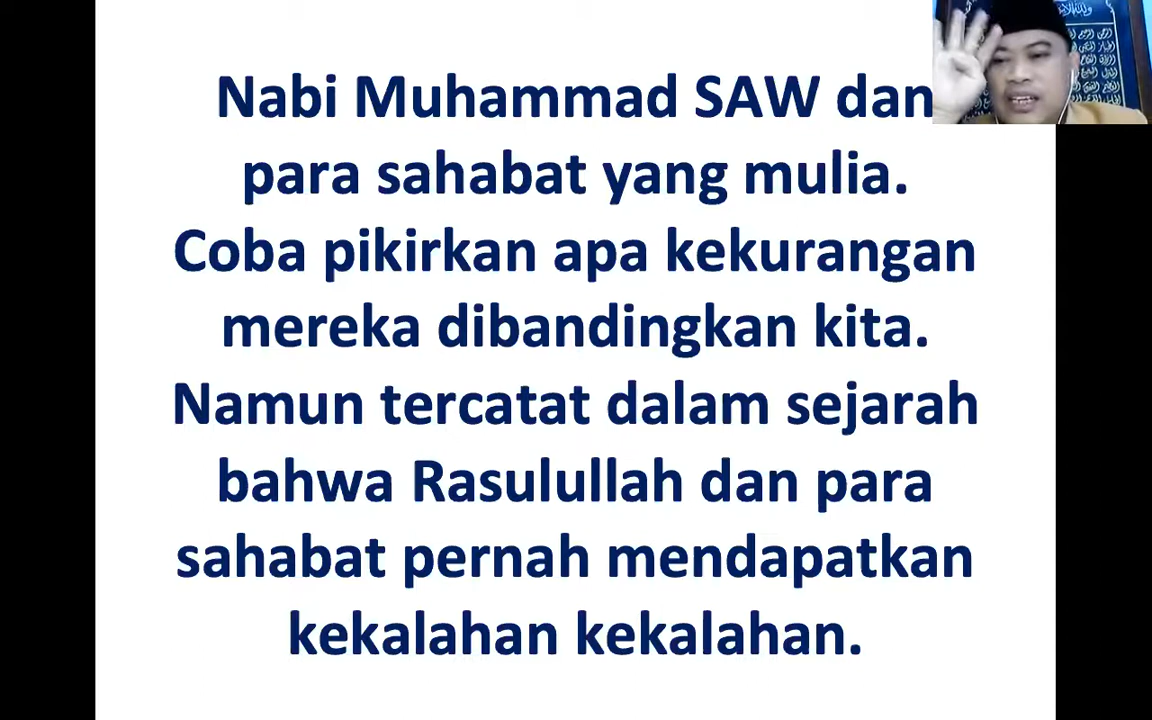 Nabi Muhammad SAW dan
para sahabat yang mulia.
Coba pikirkan apa kekurangan
mereka dibandingkan kita.
Namun tercatat dalam sejarah
bahwa Rasulullah dan para
sahabat pernah mendapatkan
kekalahan kekalahan.